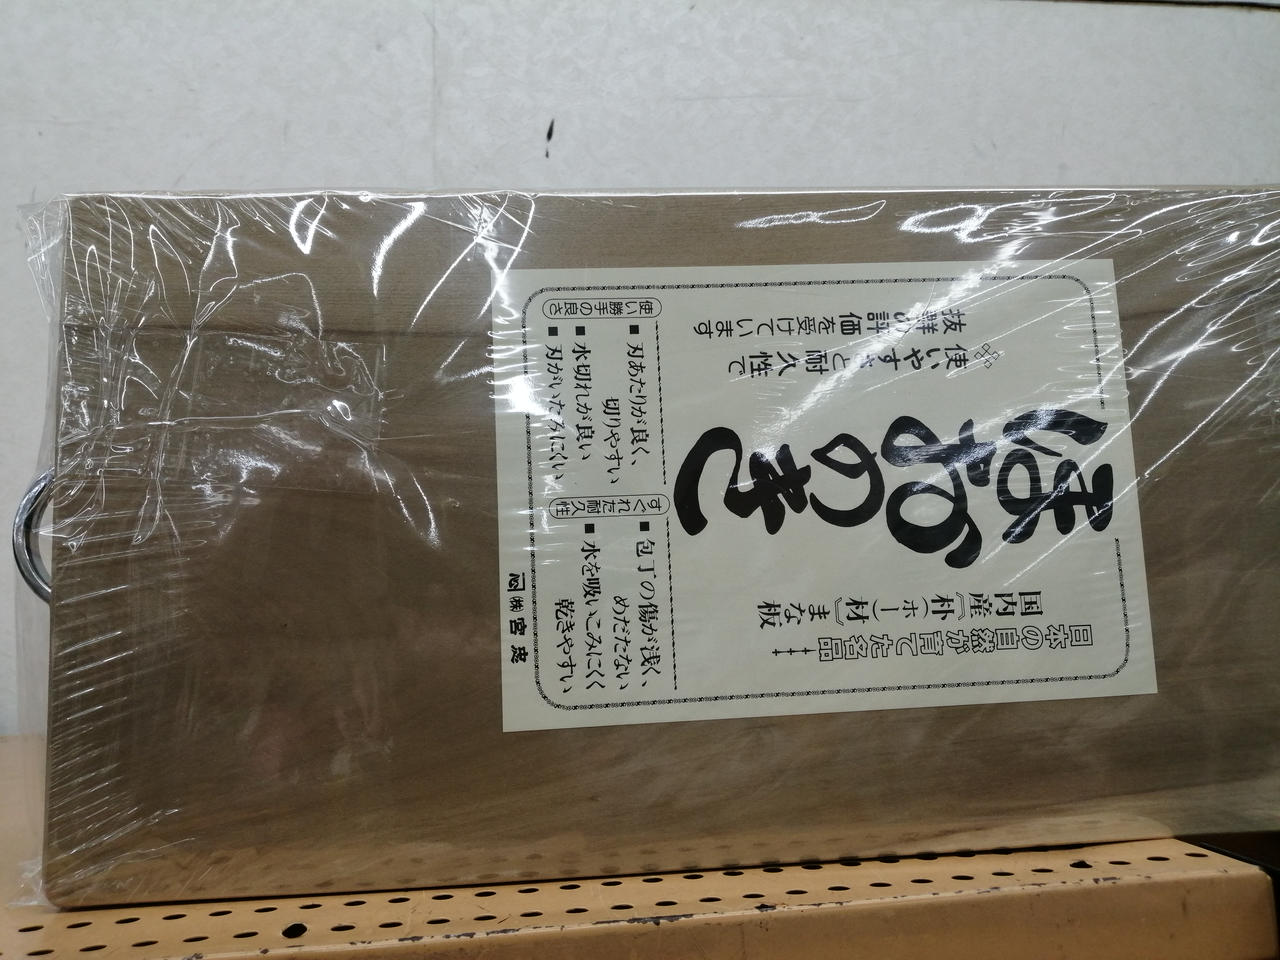 日本の自然が育てた名品
国内産『朴(ホー)材』まな板
ほおのき
使いやすさと耐久性で
抜群の評価を受けています
使い勝手の良さ
■刃あたりが良く、
切りやすい
■水切れが良い
■刃がいたみにくい
すぐれた耐久性
■包丁の傷が浅く、
めだたない
■水を吸いこみにくく
乾きやすい
㈱宮忠